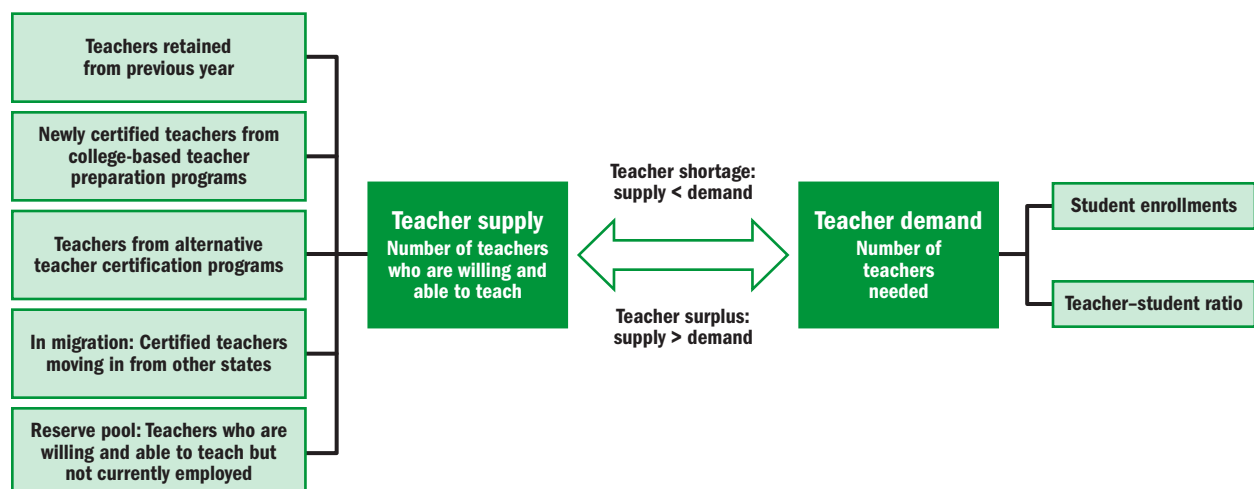 Teachers retained
from previous year
Newly certified teachers from
college-based teacher
preparation programs
Teachers from alternative
teacher certification programs
In migration: Certified teachers
moving in from other states
Reserve pool: Teachers who are
willing and able to teach but
not currently employed
Teacher supply
Number of teachers
who are willing and
able to teach
Teacher shortage:
supply < demand
Teacher surplus:
supply > demand
Teacher demand
Number of
teachers
needed
Student enrollments
Teacher–student ratio